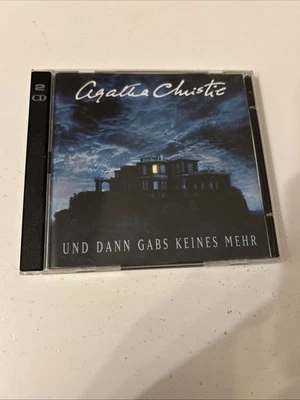 2
CD
Agatha Christie
UND DANN GABS KEINES MEHR